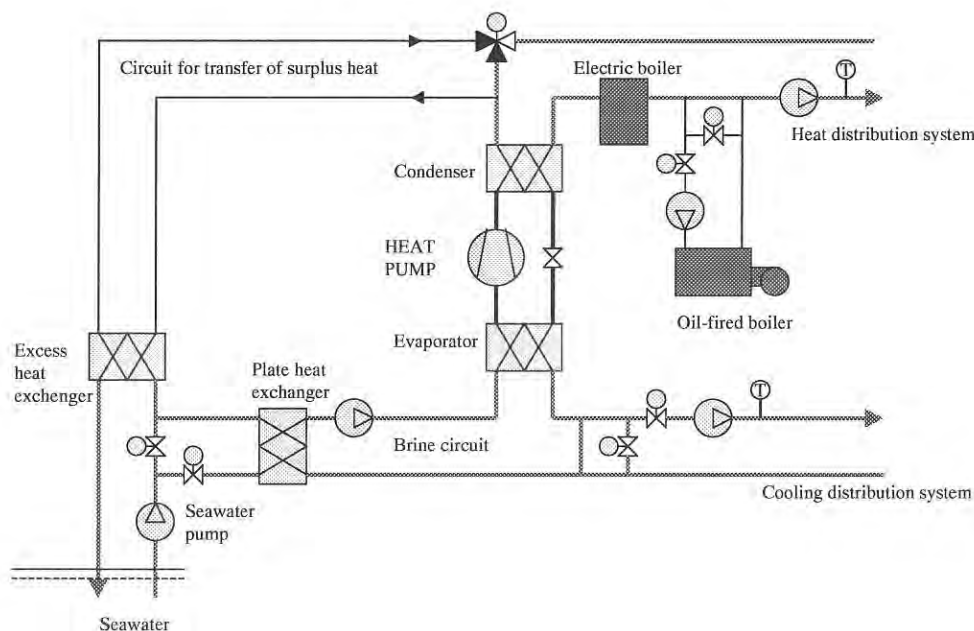 Circuit for transfer of surplus heat
Electric boiler
T
Heat distribution system
Condenser
HEAT
PUMP
Oil-fired boiler
Evaporator
Excess
heat
exchenger
Plate heat
exchanger
T
Brine circuit
Cooling distribution system
Seawater
pump
Seawater